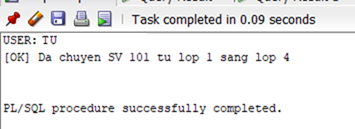 Task completed in 0.09 seconds
USER: TU
[OK] Da chuyen SV 101 tu lop 1 sang lop 4
PL/SQL procedure successfully completed.